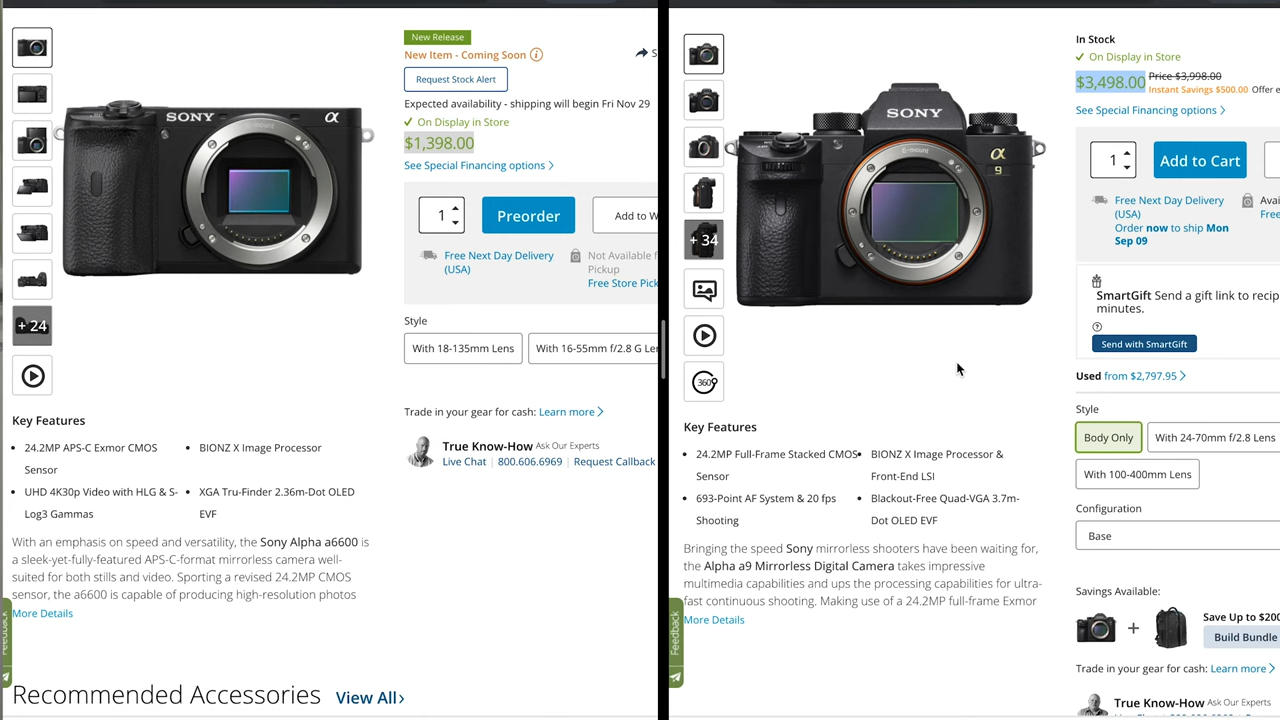 New Release
New Item - Coming Soon
Request Stock Alert
Expected availability - shipping will begin Fri Nov 29
On Display in Store
$1,398.00
See Special Financing options
1
Preorder
Add to W
Free Next Day Delivery
(USA)
Not Available f
Pickup
Free Store Pick
Style
With 18-135mm Lens
With 16-55mm f/2.8 G Le
Trade in your gear for cash: Learn more
True Know-How Ask Our Experts
Live Chat | 800.606.6969 | Request Callback
SONY
α
+ 24
Key Features
24.2MP APS-C Exmor CMOS
Sensor
BIONZ X Image Processor
UHD 4K30p Video with HLG & S-
Log3 Gammas
XGA Tru-Finder 2.36m-Dot OLED
EVF
With an emphasis on speed and versatility, the Sony Alpha a6600 is
a sleek-yet-fully-featured APS-C-format mirrorless camera well-
suited for both stills and video. Sporting a revised 24.2MP CMOS
sensor, the a6600 is capable of producing high-resolution photos
More Details
Feedback
Recommended Accessories View All
SONY
E-mount
α
9
+ 34
360
In Stock
On Display in Store
$3,498.00
Price $3,998.00
Instant Savings $500.00 Offer e
See Special Financing options
1
Add to Cart
Free Next Day Delivery
(USA)
Order now to ship Mon
Sep 09
Avai
Free
SmartGift Send a gift link to recip
minutes.
Send with SmartGift
Used from $2,797.95
Style
Body Only
With 24-70mm f/2.8 Lens
With 100-400mm Lens
Configuration
Base
Savings Available:
Save Up to $200
Build Bundle
Trade in your gear for cash: Learn more
True Know-How Ask Our Experts
Key Features
24.2MP Full-Frame Stacked CMOS
Sensor
BIONZ X Image Processor &
Front-End LSI
693-Point AF System & 20 fps
Shooting
Blackout-Free Quad-VGA 3.7m-
Dot OLED EVF
Bringing the speed Sony mirrorless shooters have been waiting for,
the Alpha a9 Mirrorless Digital Camera takes impressive
multimedia capabilities and ups the processing capabilities for ultra-
fast continuous shooting. Making use of a 24.2MP full-frame Exmor
More Details
Feedback